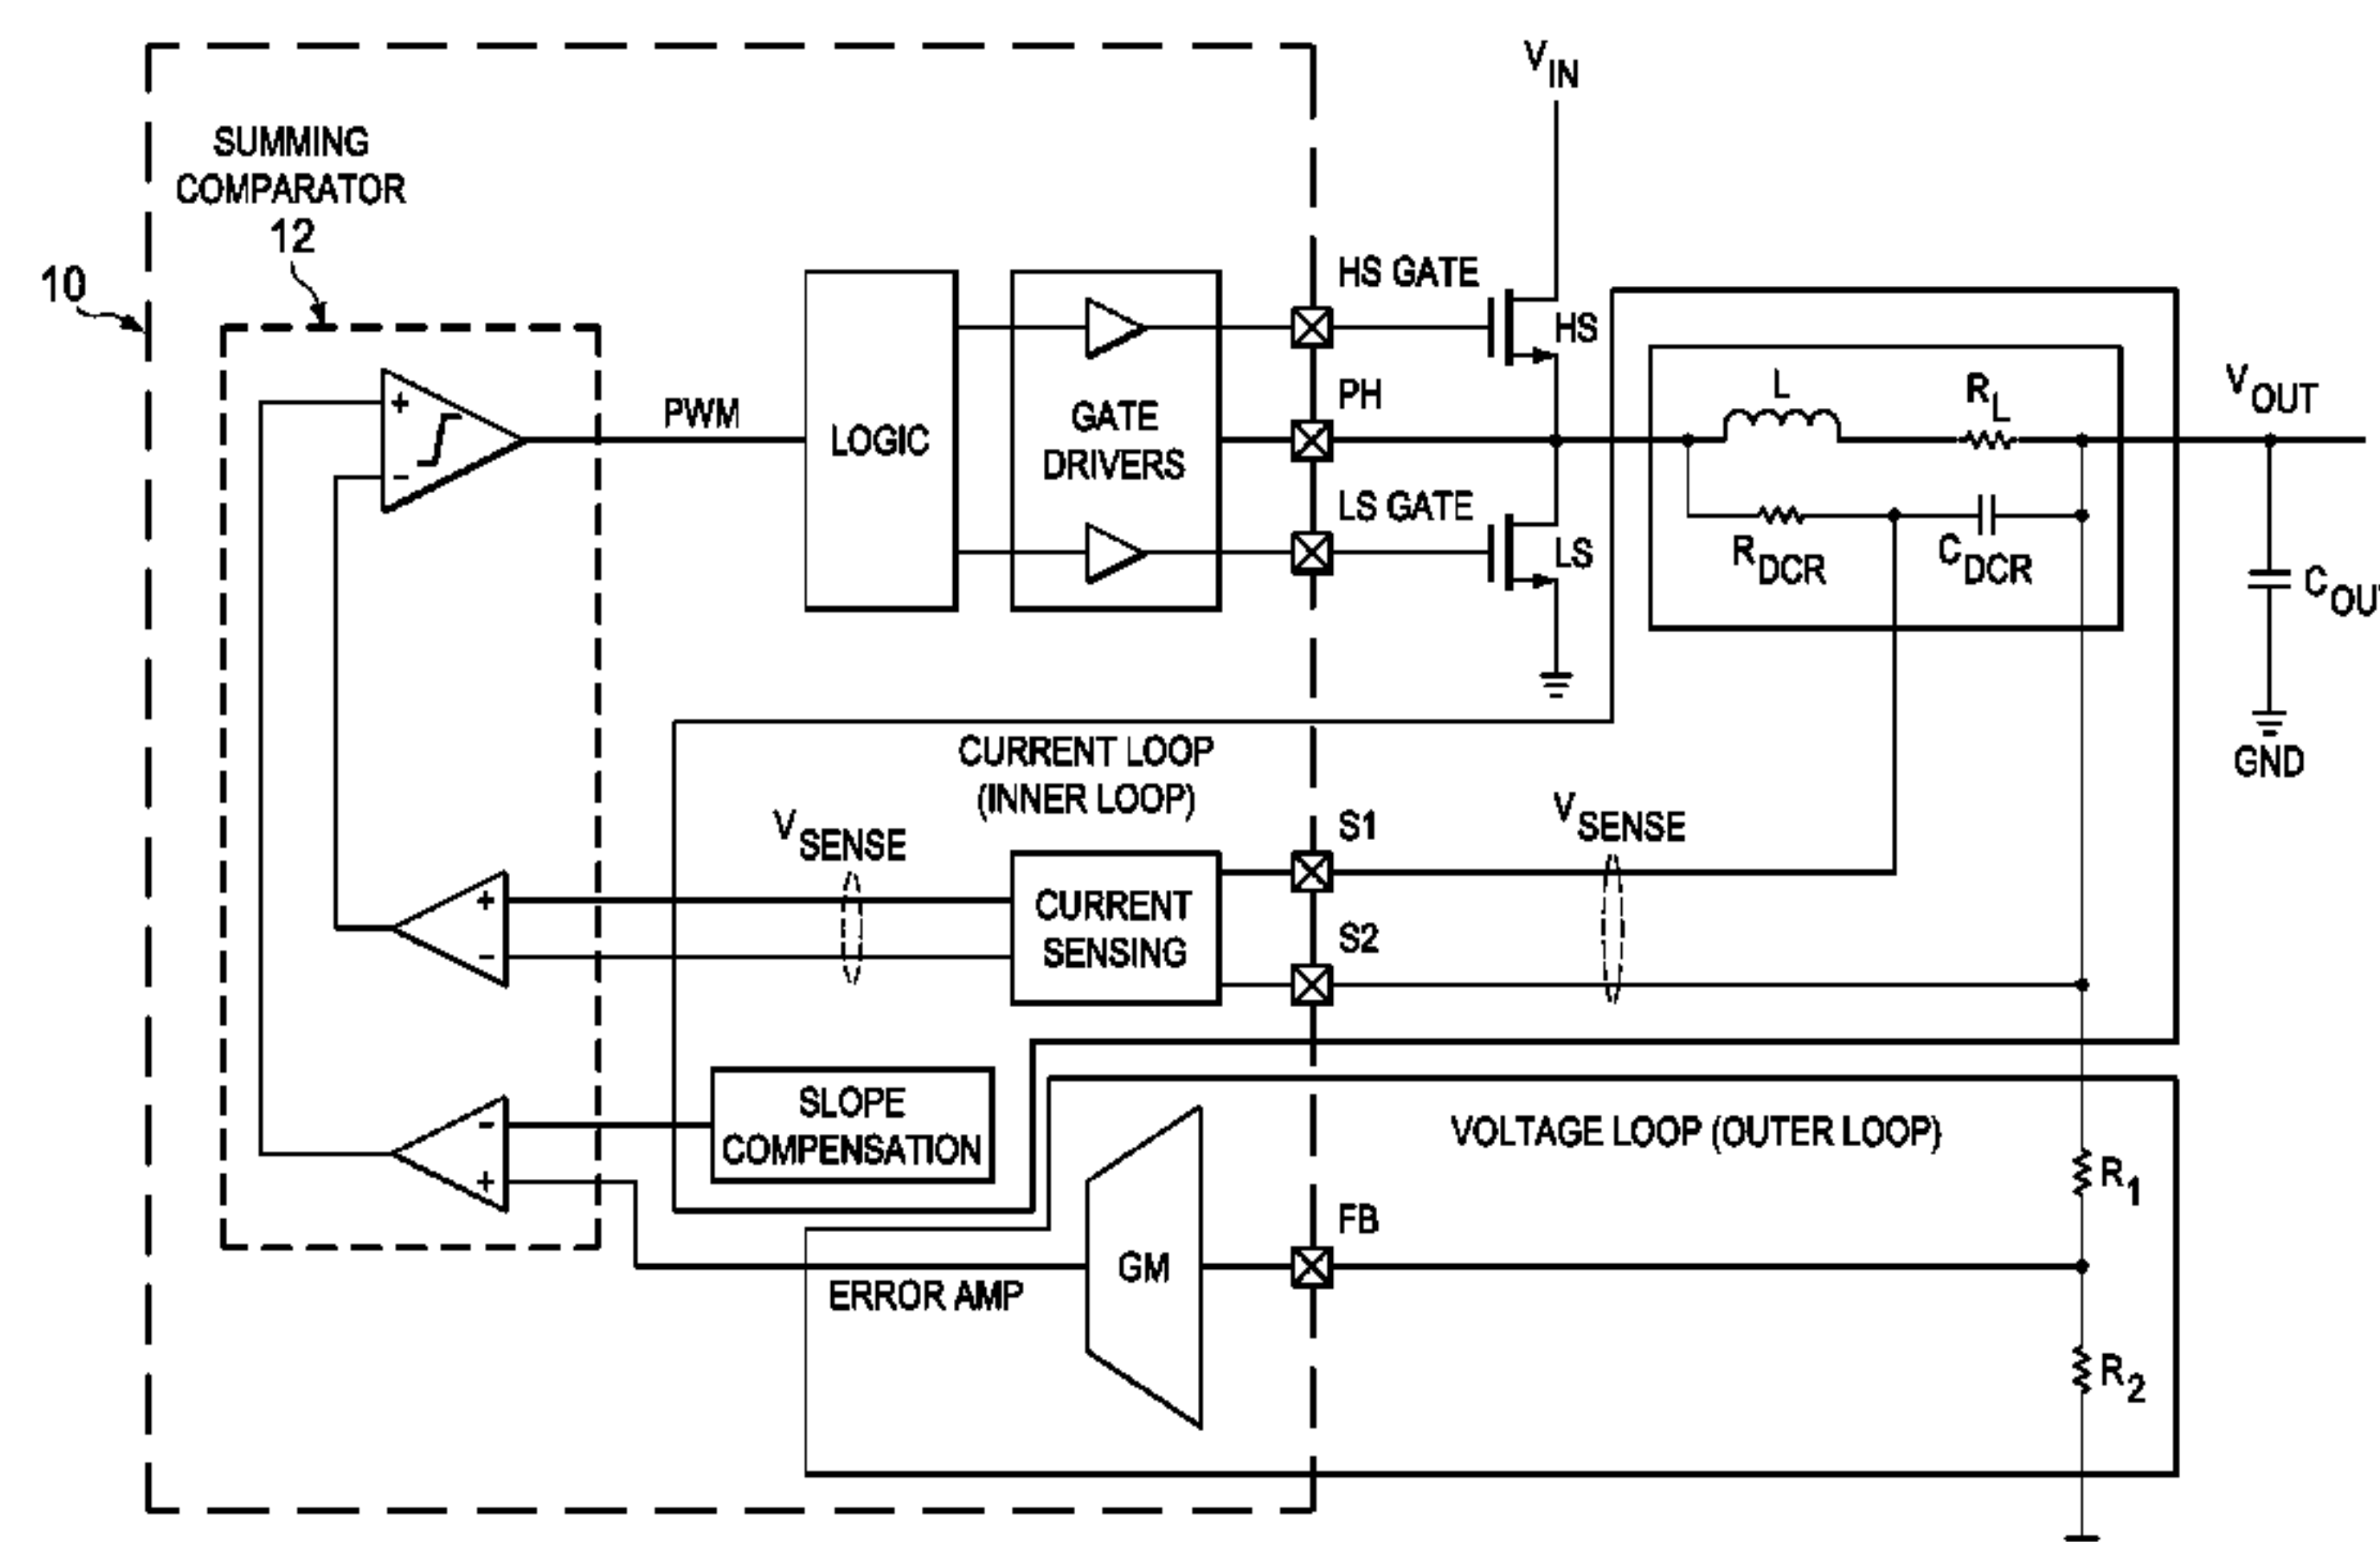 V_IN
SUMMING
COMPARATOR
12
10
HS GATE
HS
PH
L
R_L
V_OUT
+
-
PWM
LOGIC
GATE
DRIVERS
LS GATE
LS
R_DCR
C_DCR
C_OUT
GND
CURRENT LOOP
(INNER LOOP)
V_SENSE
S1
V_SENSE
+
-
CURRENT
SENSING
S2
SLOPE
COMPENSATION
-
+
VOLTAGE LOOP (OUTER LOOP)
R_1
FB
GM
ERROR AMP
R_2